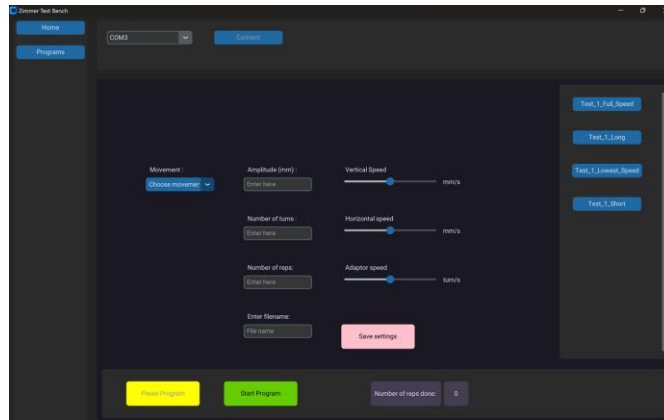 Zimmer Test Bench
Home
Programs
COM3
Connect
Movement :
Choose movemer
Amplitude (mm) :
Enter here
Vertical Speed
mm/s
Number of turns :
Enter here
Horizontal speed
mm/s
Number of reps:
Enter here
Adaptor speed
turn/s
Enter filename:
File name
Save settings
Test_1_Full_Speed
Test_1_Long
Test_1_Lowest_Speed
Test_1_Short
Pause Program
Start Program
Number of reps done:
0